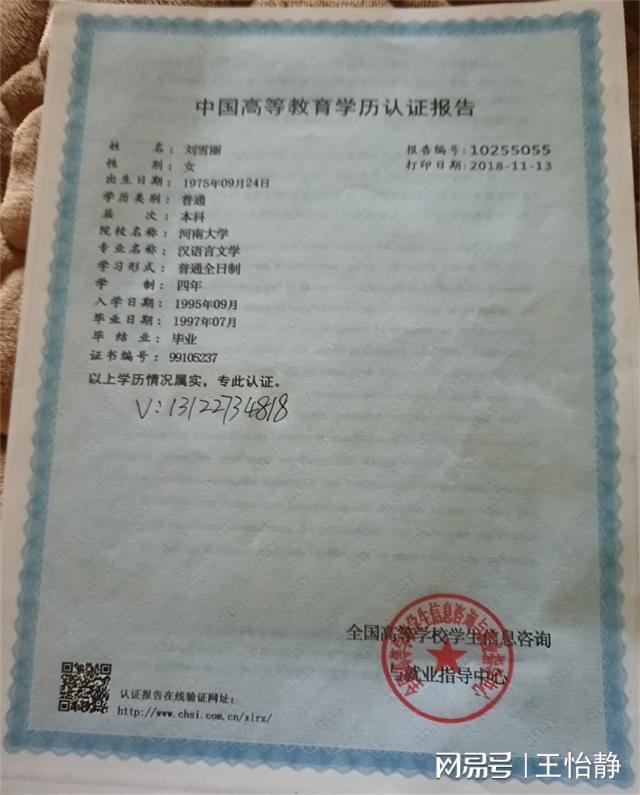 中国高等教育学历认证报告
报告编号：10255055
打印日期：2018-11-13
姓 名：刘雪丽
性 别：女
出生日期：1975年09月24日
学历类别：普通
层 次：本科
院校名称：河南大学
专业名称：汉语言文学
学习形式：普通全日制
学 制：四年
入学日期：1995年09月
毕业日期：1997年07月
毕 结 业：毕业
证书编号：99105237
以上学历情况属实，专此认证。
V：13122734818
全国高等学校学生信息咨询
与就业指导中心
认证报告在线验证网址：
http://www.chsi.com.cn/xlrz/
网易号 | 王怡静